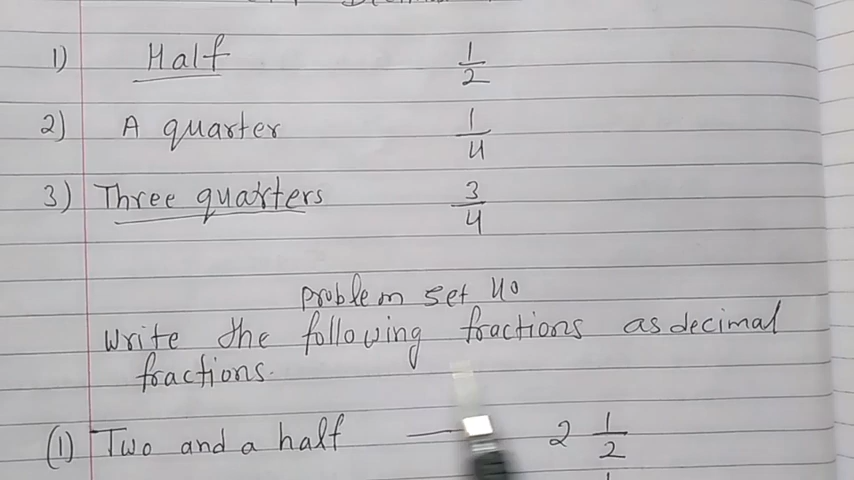 1) Half 1/2
2) A quarter 1/4
3) Three quarters 3/4
Problem set 40
Write the following fractions as decimal
fractions.
(1) Two and a half — 2 1/2